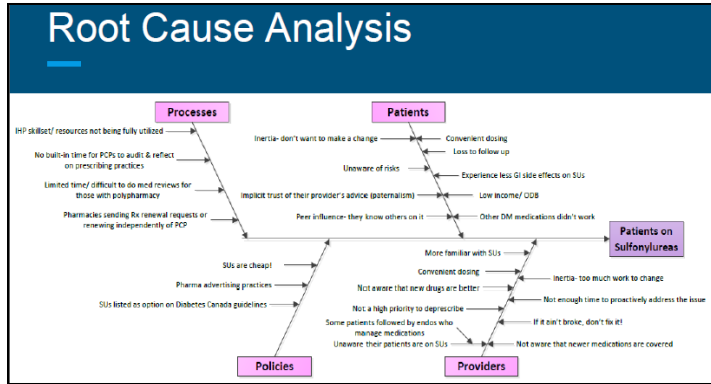 Root Cause Analysis
Processes
IHP skillset/ resources not being fully utilized
No built-in time for PCPs to audit & reflect
on prescribing practices
Limited time/ difficult to do med reviews for
those with polypharmacy
Pharmacies sending Rx renewal requests or
renewing independently of PCP
Patients
Inertia- don't want to make a change
Convenient dosing
Loss to follow up
Unaware of risks
Experience less GI side effects on SUs
Implicit trust of their provider's advice (paternalism)
Low income/ ODB
Peer influence- they know others on it
Other DM medications didn't work
Patients on
Sulfonylureas
SUs are cheap!
Pharma advertising practices
SUs listed as option on Diabetes Canada guidelines
Policies
More familiar with SUs
Convenient dosing
Inertia- too much work to change
Not aware that new drugs are better
Not enough time to proactively address the issue
Not a high priority to deprescribe
Some patients followed by endos who
manage medications
If it ain't broke, don't fix it!
Unaware their patients are on SUs
Not aware that newer medications are covered
Providers